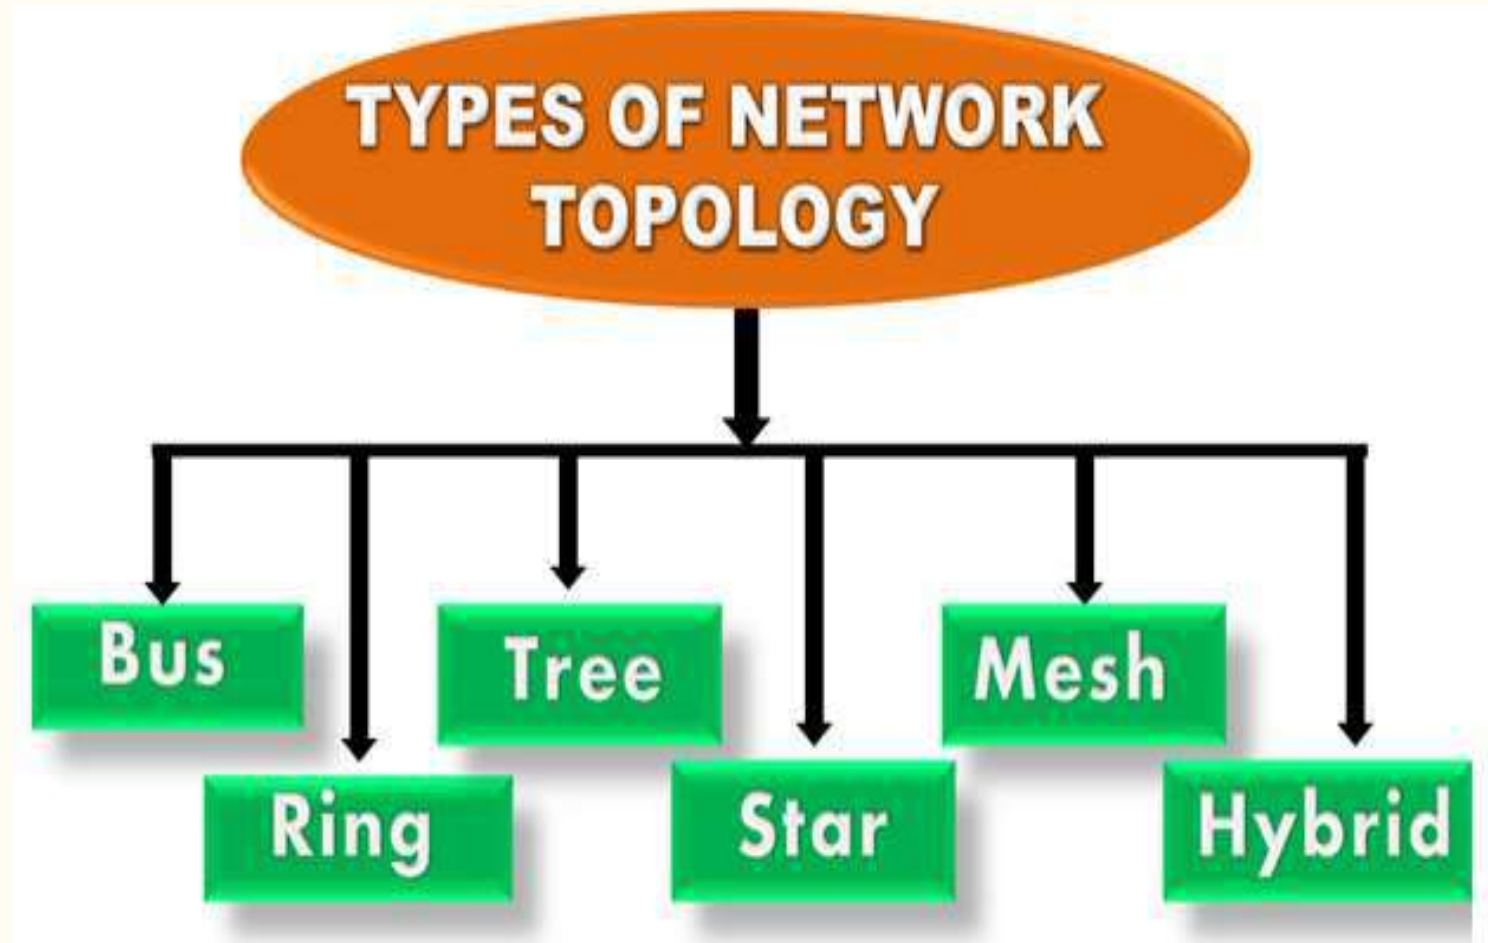 TYPES OF NETWORK
TOPOLOGY
Bus
Ring
Tree
Star
Mesh
Hybrid